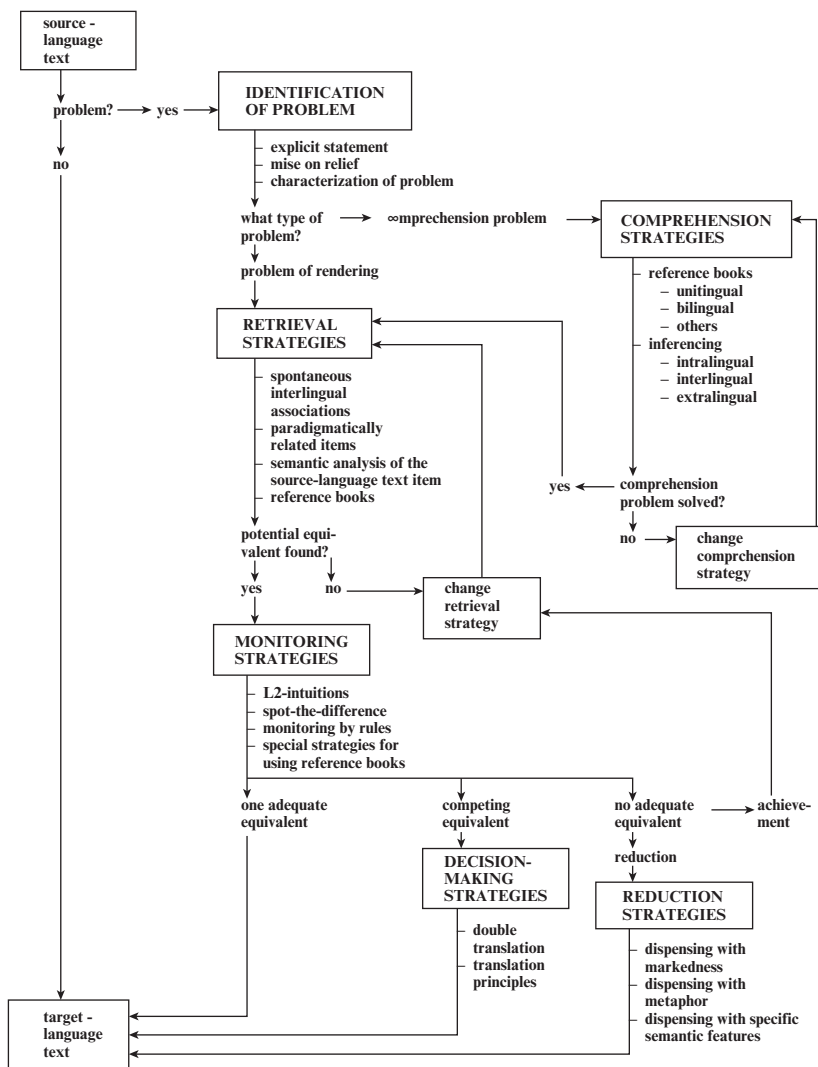 source -
language
text
problem?
yes
no
IDENTIFICATION
OF PROBLEM
– explicit statement
– mise on relief
– characterization of problem
what type of
problem?
∞mprechension problem
COMPREHENSION
STRATEGIES
problem of rendering
– reference books
– unitingual
– bilingual
– others
– inferencing
– intralingual
– interlingual
– extralingual
RETRIEVAL
STRATEGIES
– spontaneous
interlingual
associations
– paradigmatically
related items
– semantic analysis of the
source-language text item
– reference books
yes
comprehension
problem solved?
no
change
comprchension
strategy
potential equi-
valent found?
yes
no
change
retrieval
strategy
MONITORING
STRATEGIES
– L2-intuitions
– spot-the-difference
– monitoring by rules
– special strategies for
using reference books
one adequate
equivalent
competing
equivalent
no adequate
equivalent
achieve-
ment
reduction
DECISION-
MAKING
STRATEGIES
REDUCTION
STRATEGIES
– double
translation
– translation
principles
– dispensing with
markedness
– dispensing with
metaphor
– dispensing with specific
semantic features
target -
language
text